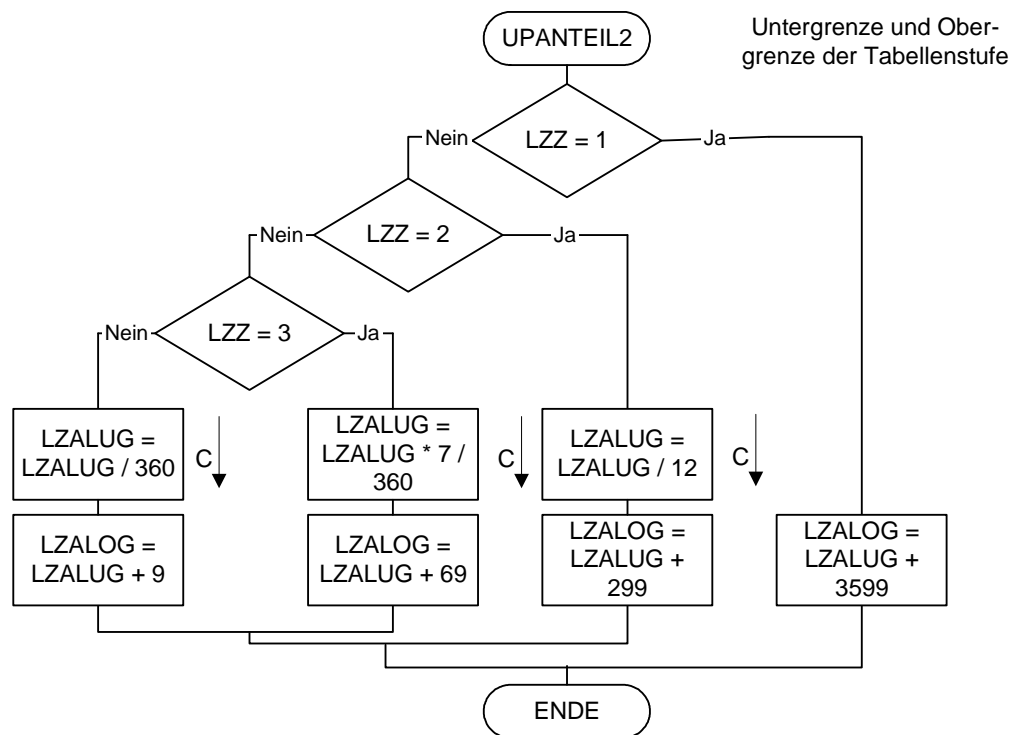 UPANTEIL2
Untergrenze und Ober-
grenze der Tabellenstufe
Nein
LZZ = 1
Ja
Nein
LZZ = 2
Ja
Nein
LZZ = 3
Ja
LZALUG =
LZALUG / 360
C
LZALUG =
LZALUG * 7 /
360
C
LZALUG =
LZALUG / 12
C
LZALOG =
LZALUG + 9
LZALOG =
LZALUG + 69
LZALOG =
LZALUG +
299
LZALOG =
LZALUG +
3599
ENDE